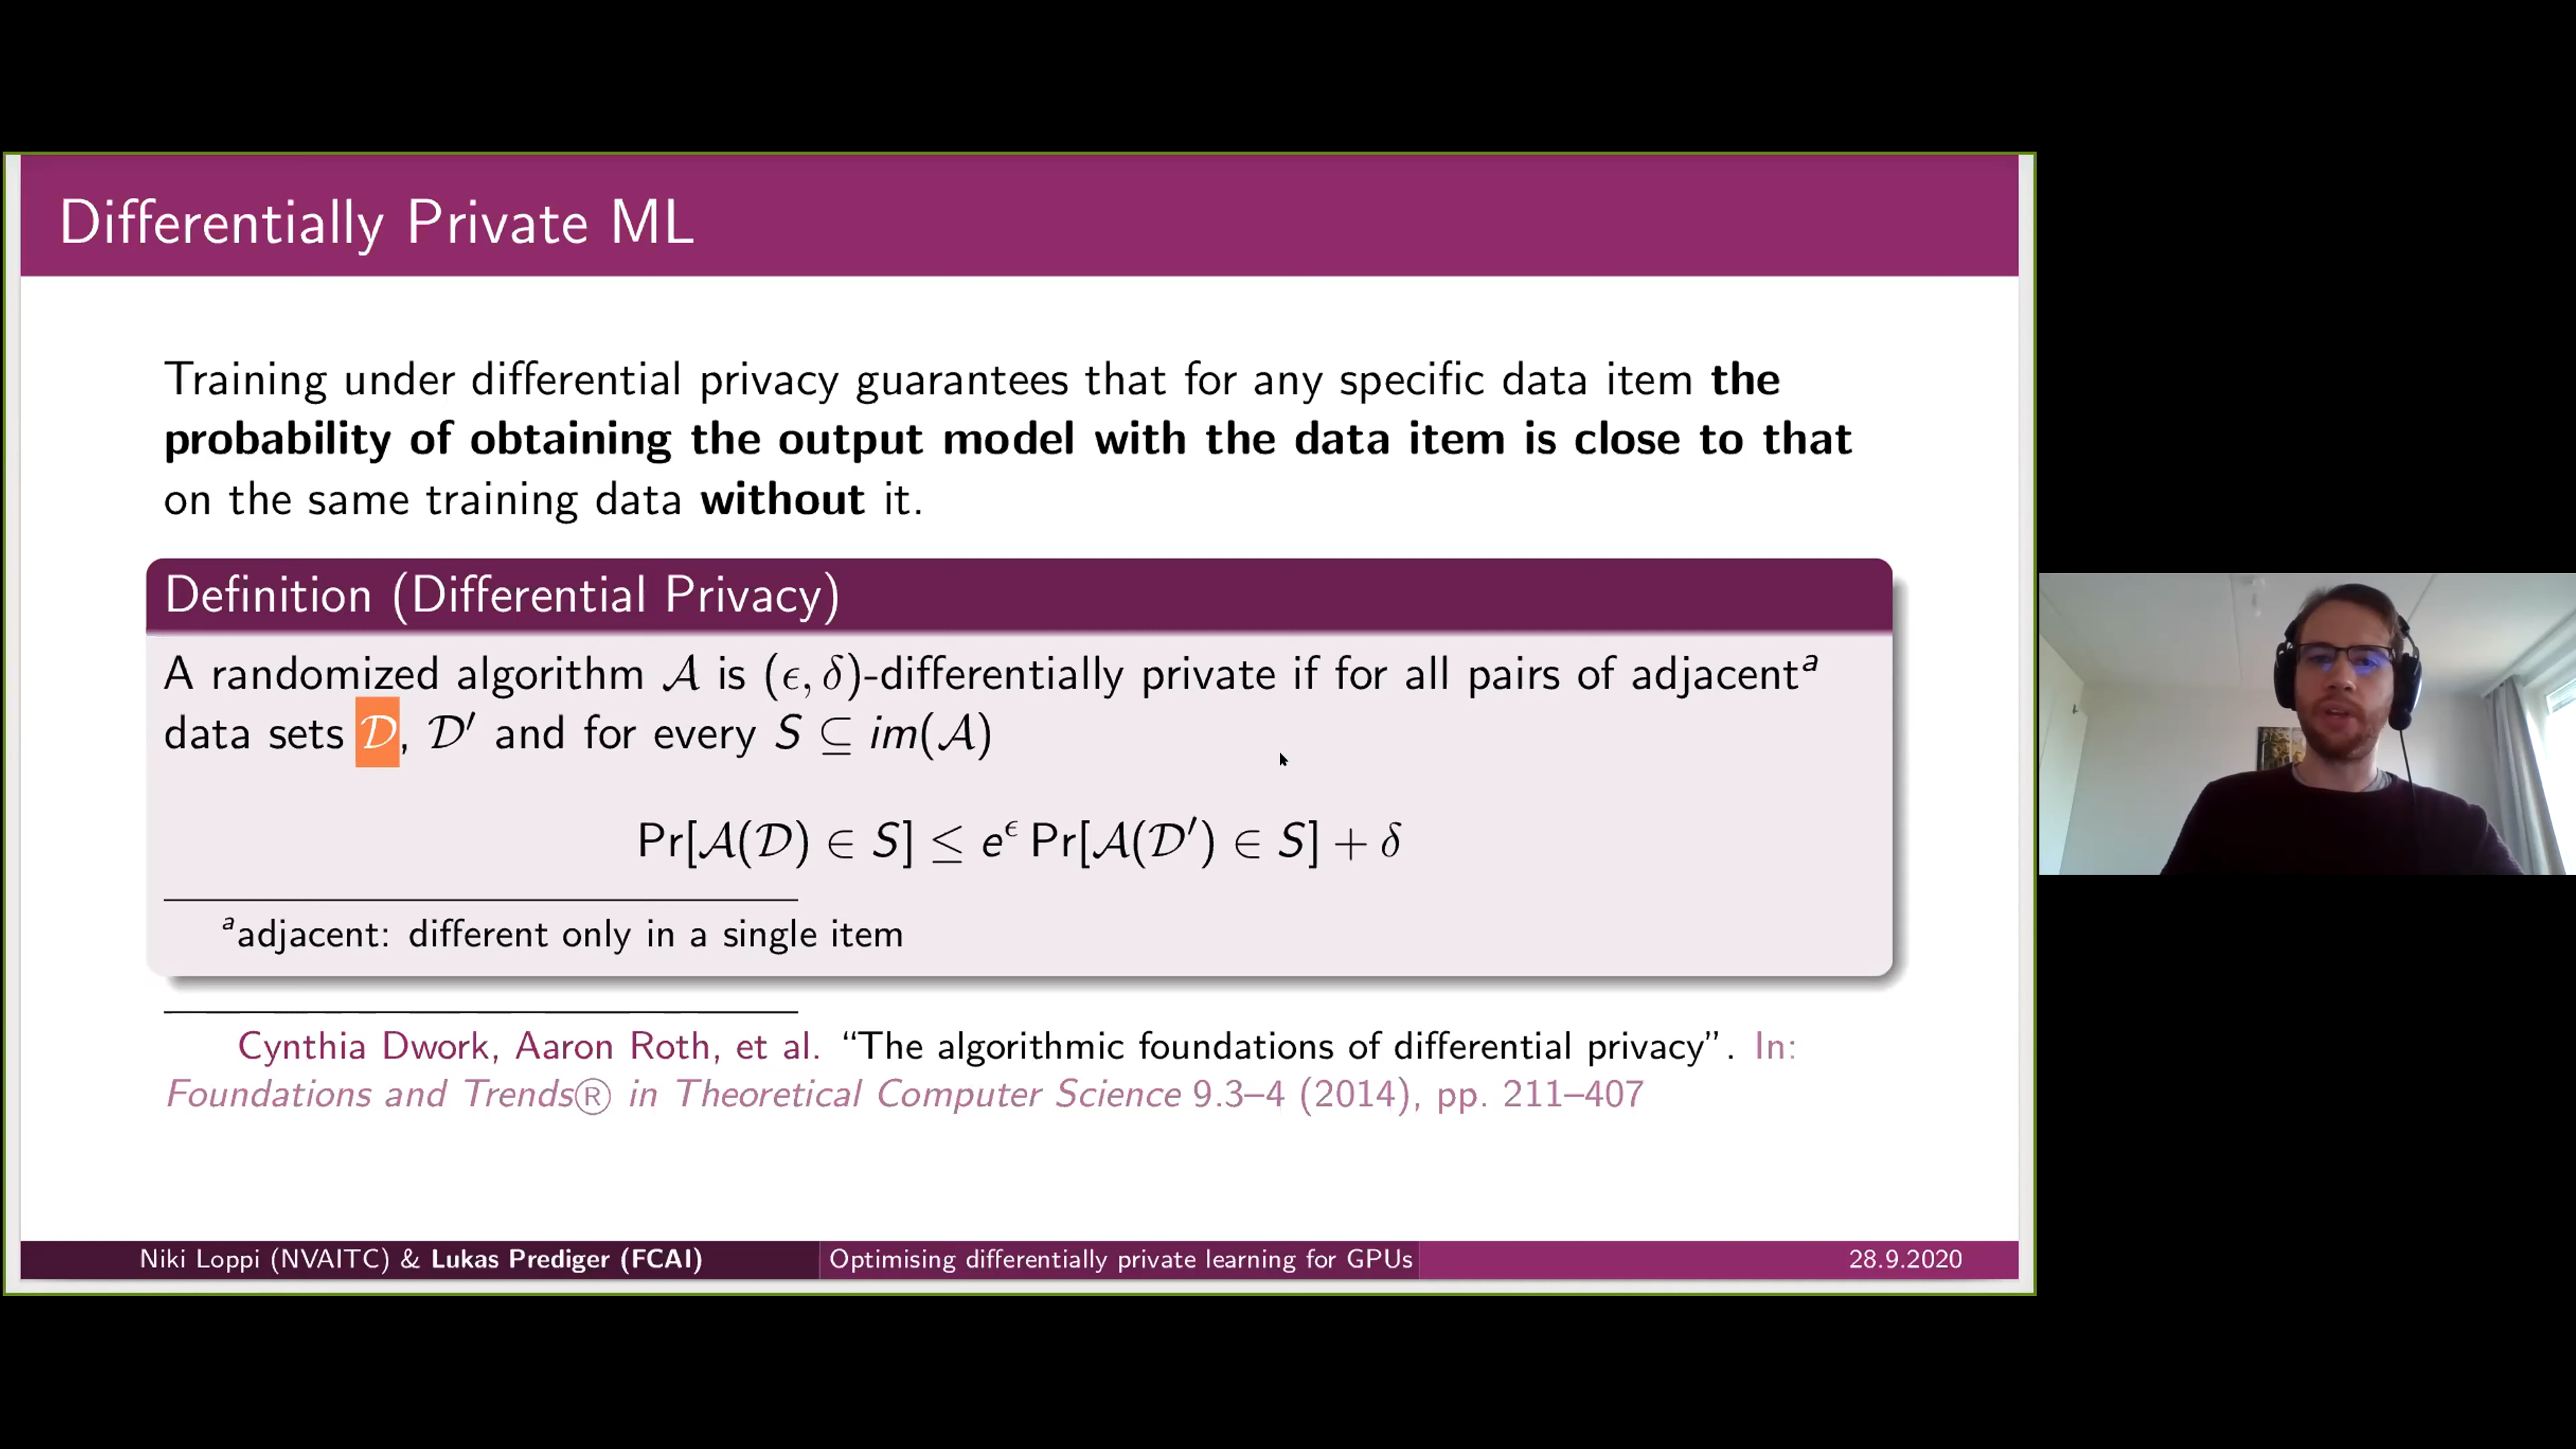 Differentially Private ML
Training under differential privacy guarantees that for any specific data item the
probability of obtaining the output model with the data item is close to that
on the same training data without it.
Definition (Differential Privacy)
A randomized algorithm 𝒜 is (ϵ, δ)-differentially private if for all pairs of adjacentᵃ
data sets 𝒟, 𝒟′ and for every S ⊆ im(𝒜)
Pr[𝒜(𝒟) ∈ S] ≤ e^ϵ Pr[𝒜(𝒟′) ∈ S] + δ
ᵃadjacent: different only in a single item
Cynthia Dwork, Aaron Roth, et al. “The algorithmic foundations of differential privacy”. In:
Foundations and Trends® in Theoretical Computer Science 9.3–4 (2014), pp. 211–407
Niki Loppi (NVAITC) & Lukas Prediger (FCAI)
Optimising differentially private learning for GPUs
28.9.2020